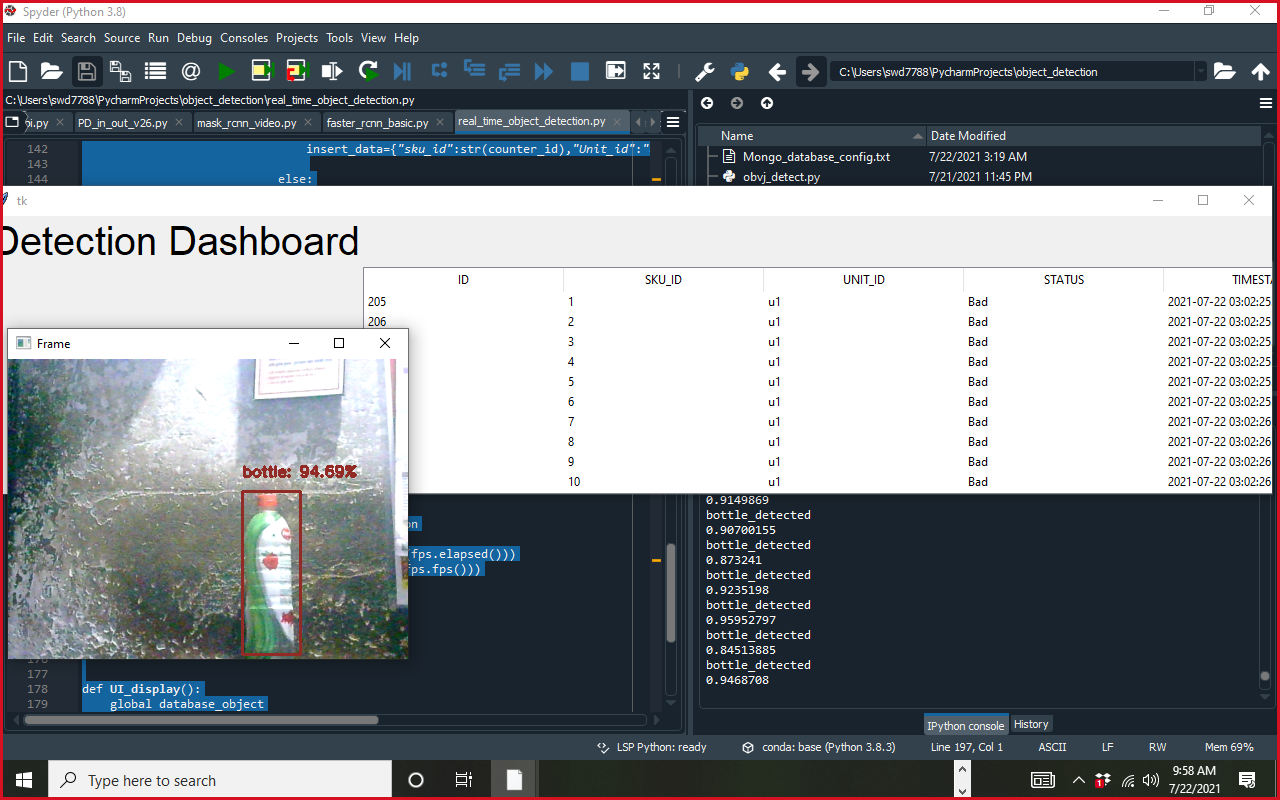 Spyder (Python 3.8)
File Edit Search Source Run Debug Consoles Projects Tools View Help
C:\Users\swd7788\PycharmProjects\object_detection
C:\Users\swd7788\PycharmProjects\object_detection\real_time_object_detection.py
oi.py PD_in_out_v26.py mask_rcnn_video.py faster_rcnn_basic.py real_time_object_detection.py
Name Date Modified
Mongo_database_config.txt 7/22/2021 3:19 AM
obvj_detect.py 7/21/2021 11:45 PM
142 insert_data={"sku_id":str(counter_id),"Unit_id":"
143
144 else:
tk
Detection Dashboard
ID SKU_ID UNIT_ID STATUS TIMESTA
205 1 u1 Bad 2021-07-22 03:02:25
206 2 u1 Bad 2021-07-22 03:02:25
3 u1 Bad 2021-07-22 03:02:25
4 u1 Bad 2021-07-22 03:02:25
5 u1 Bad 2021-07-22 03:02:25
6 u1 Bad 2021-07-22 03:02:25
7 u1 Bad 2021-07-22 03:02:26
8 u1 Bad 2021-07-22 03:02:26
9 u1 Bad 2021-07-22 03:02:26
10 u1 Bad 2021-07-22 03:02:26
Frame
bottle: 94.69%
on
fps.elapsed()))
fps.fps()))
176
177
178 def UI_display():
179 global database_object
0.9149869
bottle_detected
0.90700155
bottle_detected
0.873241
bottle_detected
0.9235198
bottle_detected
0.95952797
bottle_detected
0.84513885
bottle_detected
0.9468708
IPython console History
LSP Python: ready conda: base (Python 3.8.3) Line 197, Col 1 ASCII LF RW Mem 69%
Type here to search
1
9:58 AM
7/22/2021